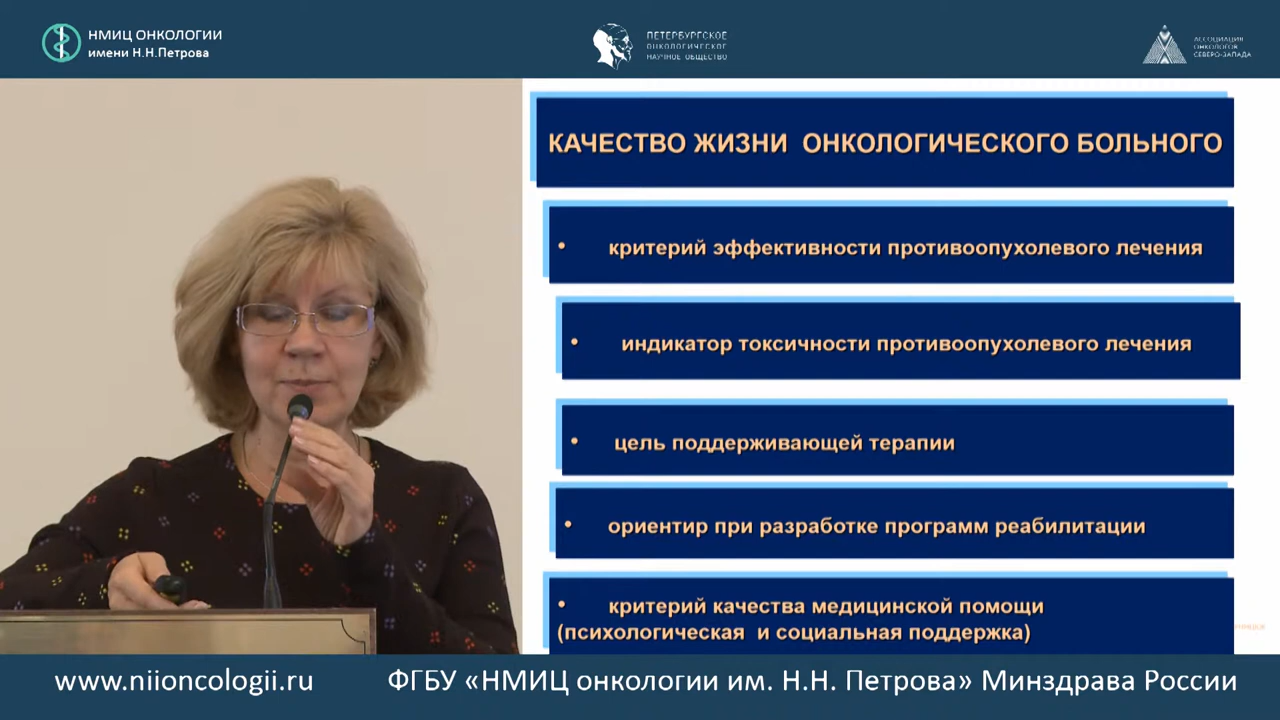 НМИЦ ОНКОЛОГИИ
имени Н.Н.Петрова
ПЕТЕРБУРГСКОЕ
ОНКОЛОГИЧЕСКОЕ
НАУЧНОЕ ОБЩЕСТВО
АССОЦИАЦИЯ
ОНКОЛОГОВ
СЕВЕРО-ЗАПАДА
КАЧЕСТВО ЖИЗНИ ОНКОЛОГИЧЕСКОГО БОЛЬНОГО
• критерий эффективности противоопухолевого лечения
• индикатор токсичности противоопухолевого лечения
• цель поддерживающей терапии
• ориентир при разработке программ реабилитации
• критерий качества медицинской помощи
(психологическая и социальная поддержка)
www.niioncologii.ru
ФГБУ «НМИЦ онкологии им. Н.Н. Петрова» Минздрава России